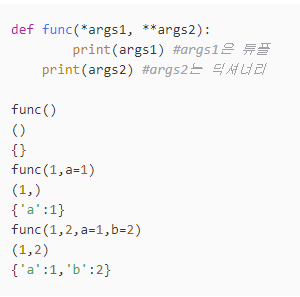 def func(*args1, **args2):
        print(args1) #args1은 튜플
    print(args2) #args2는 딕셔너리

func()
()
{}
func(1,a=1)
(1,)
{'a':1}
func(1,2,a=1,b=2)
(1,2)
{'a':1,'b':2}